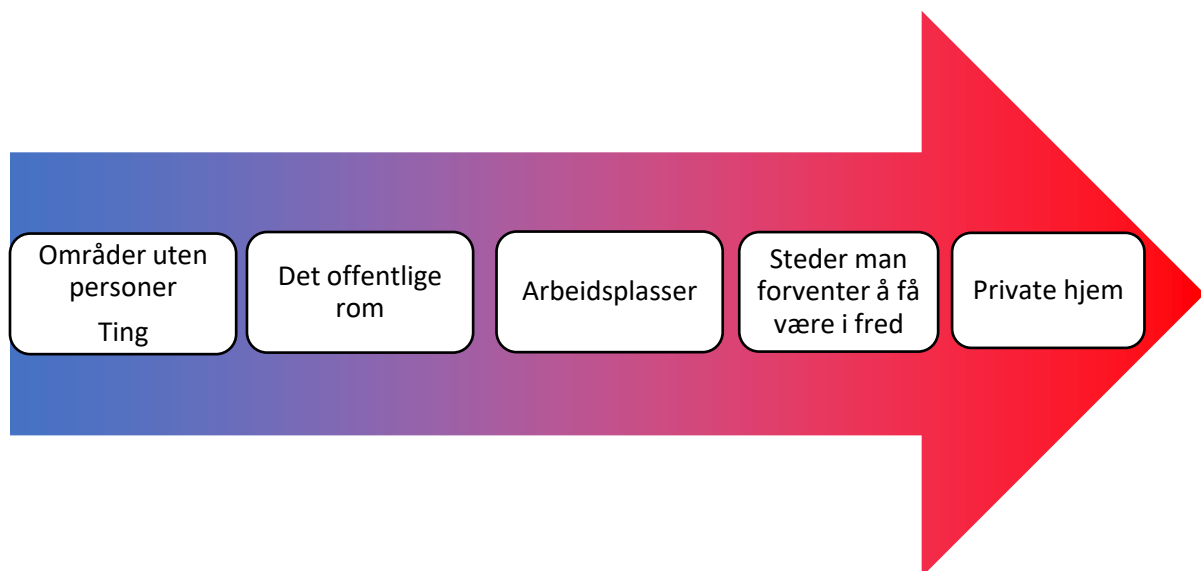 Områder uten
personer
Ting
Det offentlige
rom
Arbeidsplasser
Steder man
forventer å få
være i fred
Private hjem